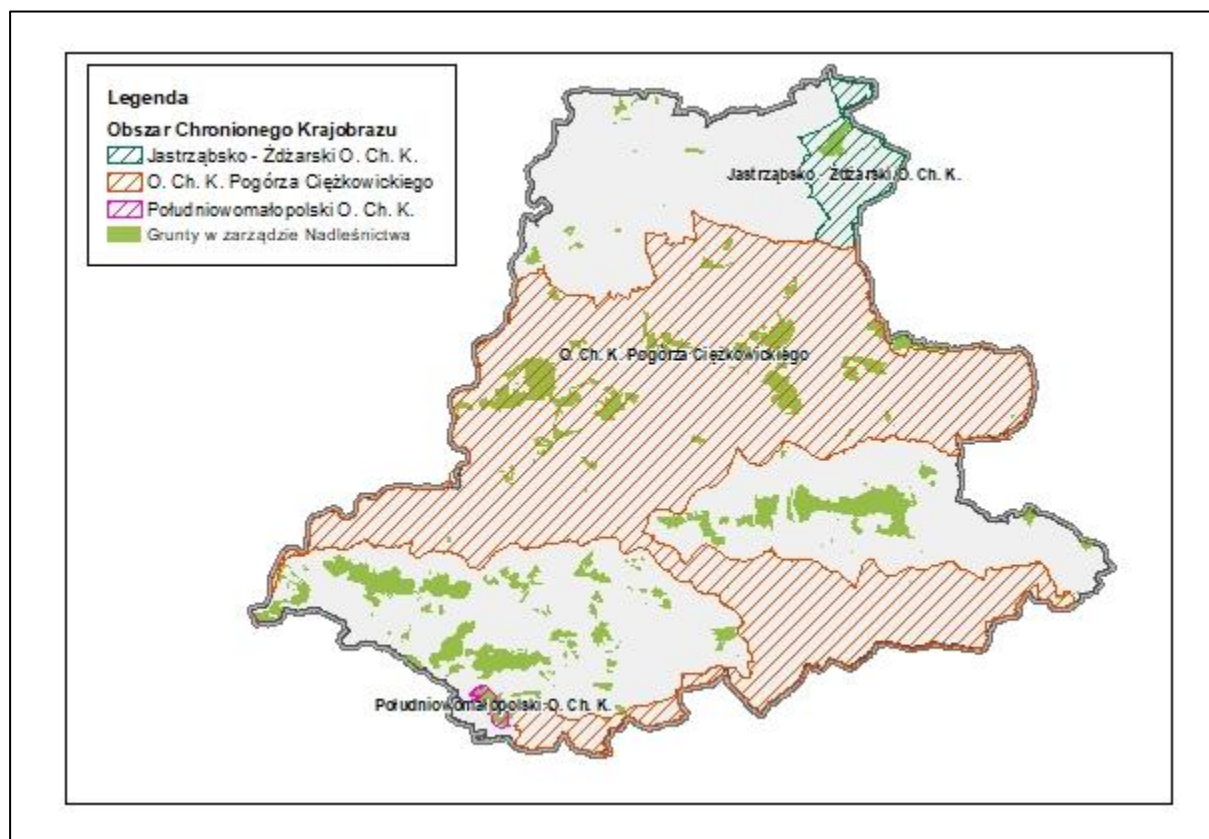 Legenda
Obszar Chronionego Krajobrazu
Jastrząbsko - Żdżarski O. Ch. K.
O. Ch. K. Pogórza Ciężkowickiego
Południowomałopolski O. Ch. K.
Grunty w zarządzie Nadleśnictwa
Jastrząbsko - Żdżarski O. Ch. K.
O. Ch. K. Pogórza Ciężkowickiego
Południowomałopolski O. Ch. K.